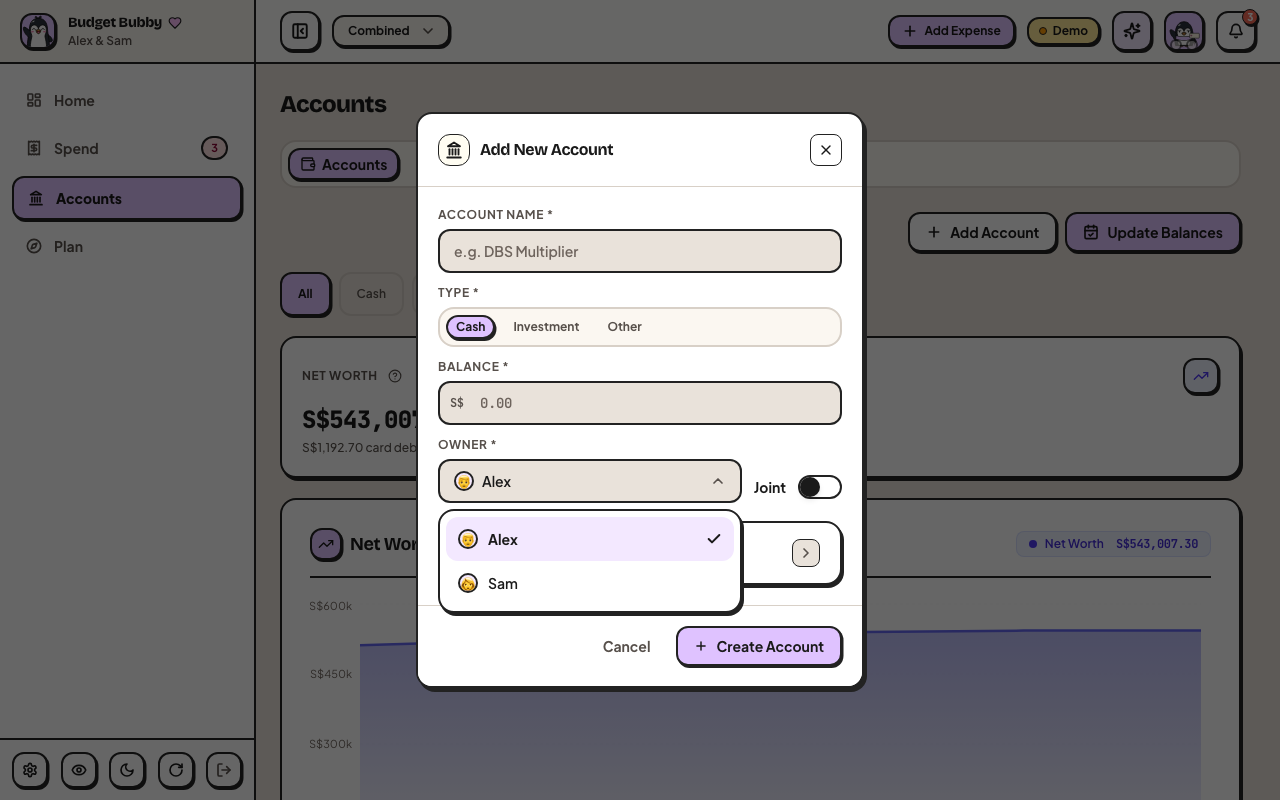 Budget Bubby
Alex & Sam
Combined
Add Expense
Demo
3
Home
Spend
3
Accounts
Plan
Accounts
Accounts
Add Account
Update Balances
All
Cash
NET WORTH
S$543,007
S$1,192.70 card deb
Net Wor
Net Worth S$543,007.30
S$600k
S$450k
S$300k
Add New Account
ACCOUNT NAME *
e.g. DBS Multiplier
TYPE *
Cash
Investment
Other
BALANCE *
S$ 0.00
OWNER *
Alex
Joint
Alex
Sam
Cancel
Create Account